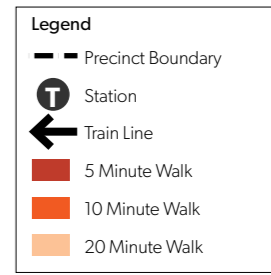 Legend
Precinct Boundary
T Station
Train Line
5 Minute Walk
10 Minute Walk
20 Minute Walk